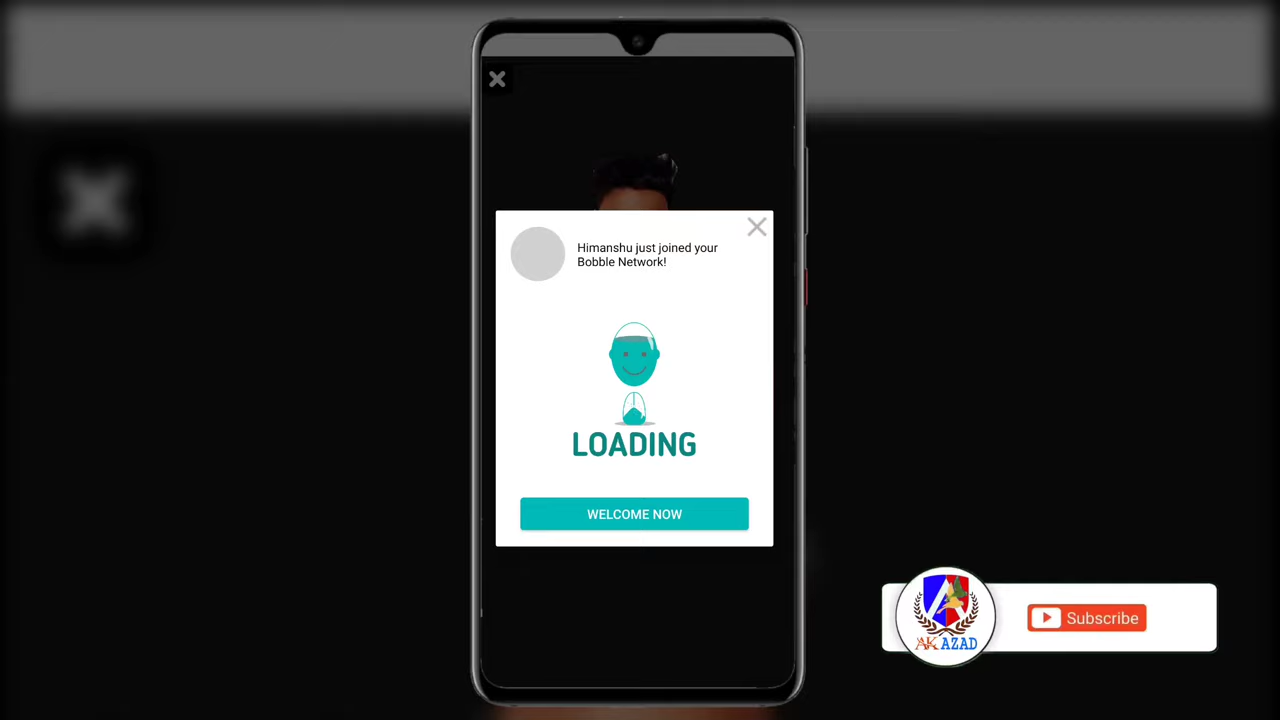 Himanshu just joined your
Bobble Network!
LOADING
WELCOME NOW
Subscribe
AK AZAD